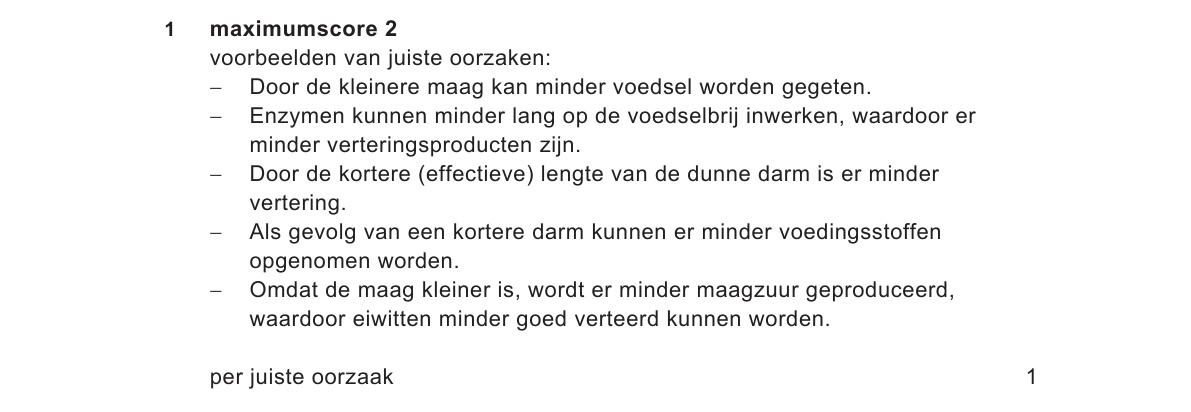 1 maximumscore 2
voorbeelden van juiste oorzaken:
– Door de kleinere maag kan minder voedsel worden gegeten.
– Enzymen kunnen minder lang op de voedselbrij inwerken, waardoor er
minder verteringsproducten zijn.
– Door de kortere (effectieve) lengte van de dunne darm is er minder
vertering.
– Als gevolg van een kortere darm kunnen er minder voedingsstoffen
opgenomen worden.
– Omdat de maag kleiner is, wordt er minder maagzuur geproduceerd,
waardoor eiwitten minder goed verteerd kunnen worden.
per juiste oorzaak 1